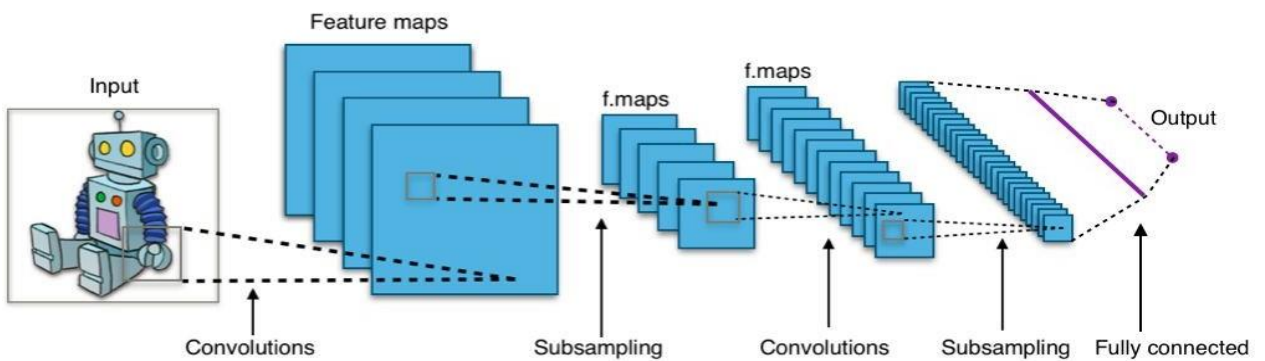 Feature maps
Input
f.maps
f.maps
Output
Convolutions
Subsampling
Convolutions
Subsampling
Fully connected